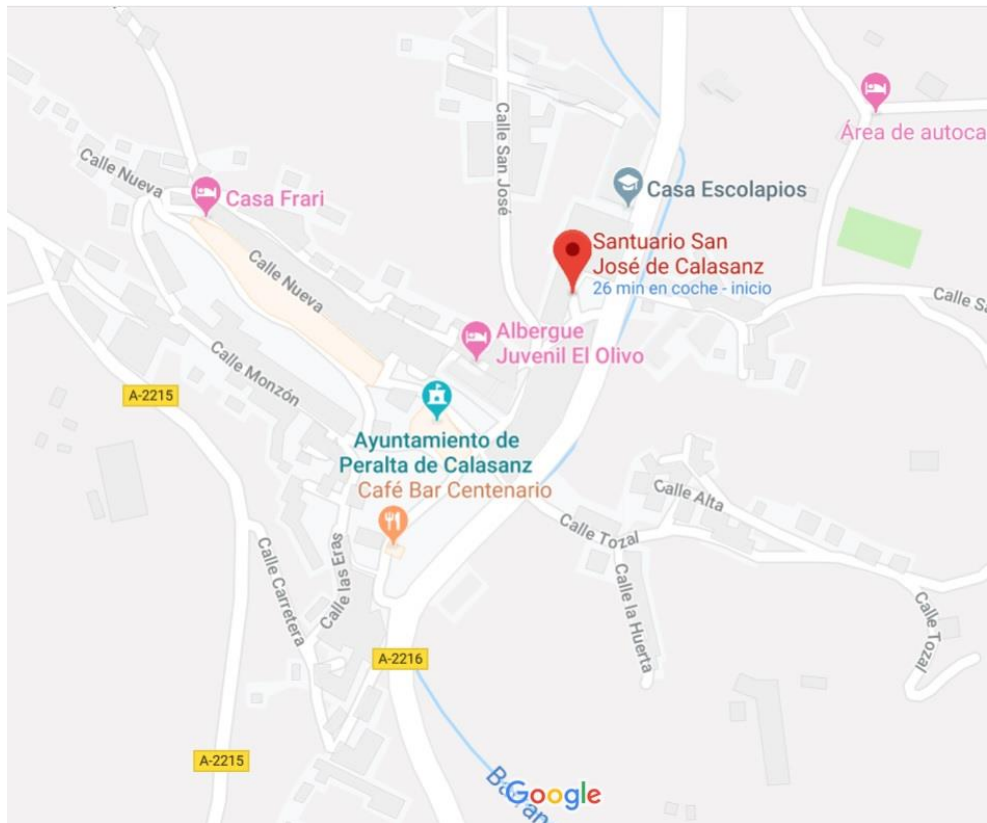 Área de autoca
Calle San José
Casa Escolapios
Calle Nueva
Casa Frari
Santuario San
José de Calasanz
26 min en coche - inicio
Calle Nueva
Calle Sa
Albergue
Juvenil El Olivo
Calle Monzón
A-2215
Ayuntamiento de
Peralta de Calasanz
Café Bar Centenario
Calle Alta
Calle Tozal
Calle las Eras
Calle Carretera
Calle la Huerta
Calle Tozal
A-2216
A-2215
Google